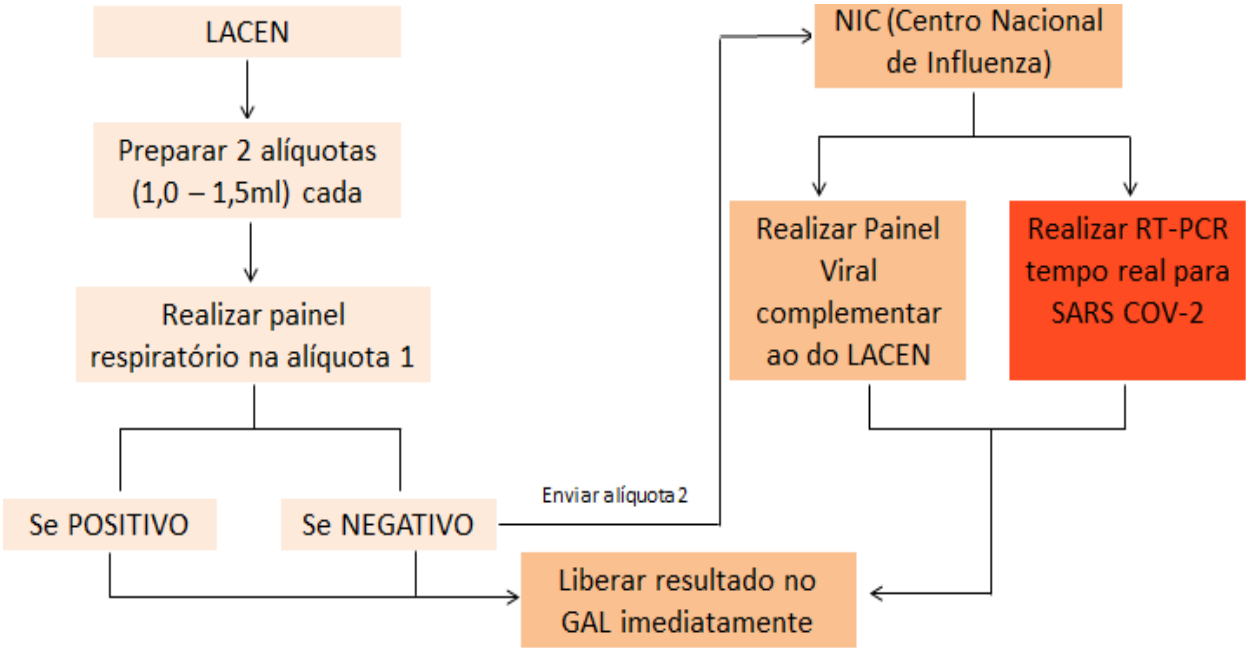 LACEN
Preparar 2 alíquotas
(1,0 – 1,5ml) cada
Realizar painel
respiratório na alíquota 1
Se POSITIVO
Se NEGATIVO
Enviar alíquota 2
NIC (Centro Nacional
de Influenza)
Realizar Painel
Viral
complementar
ao do LACEN
Realizar RT-PCR
tempo real para
SARS COV-2
Liberar resultado no
GAL imediatamente